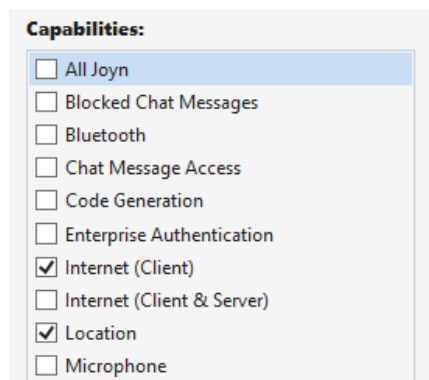 Capabilities:
All Joyn
Blocked Chat Messages
Bluetooth
Chat Message Access
Code Generation
Enterprise Authentication
Internet (Client)
Internet (Client & Server)
Location
Microphone